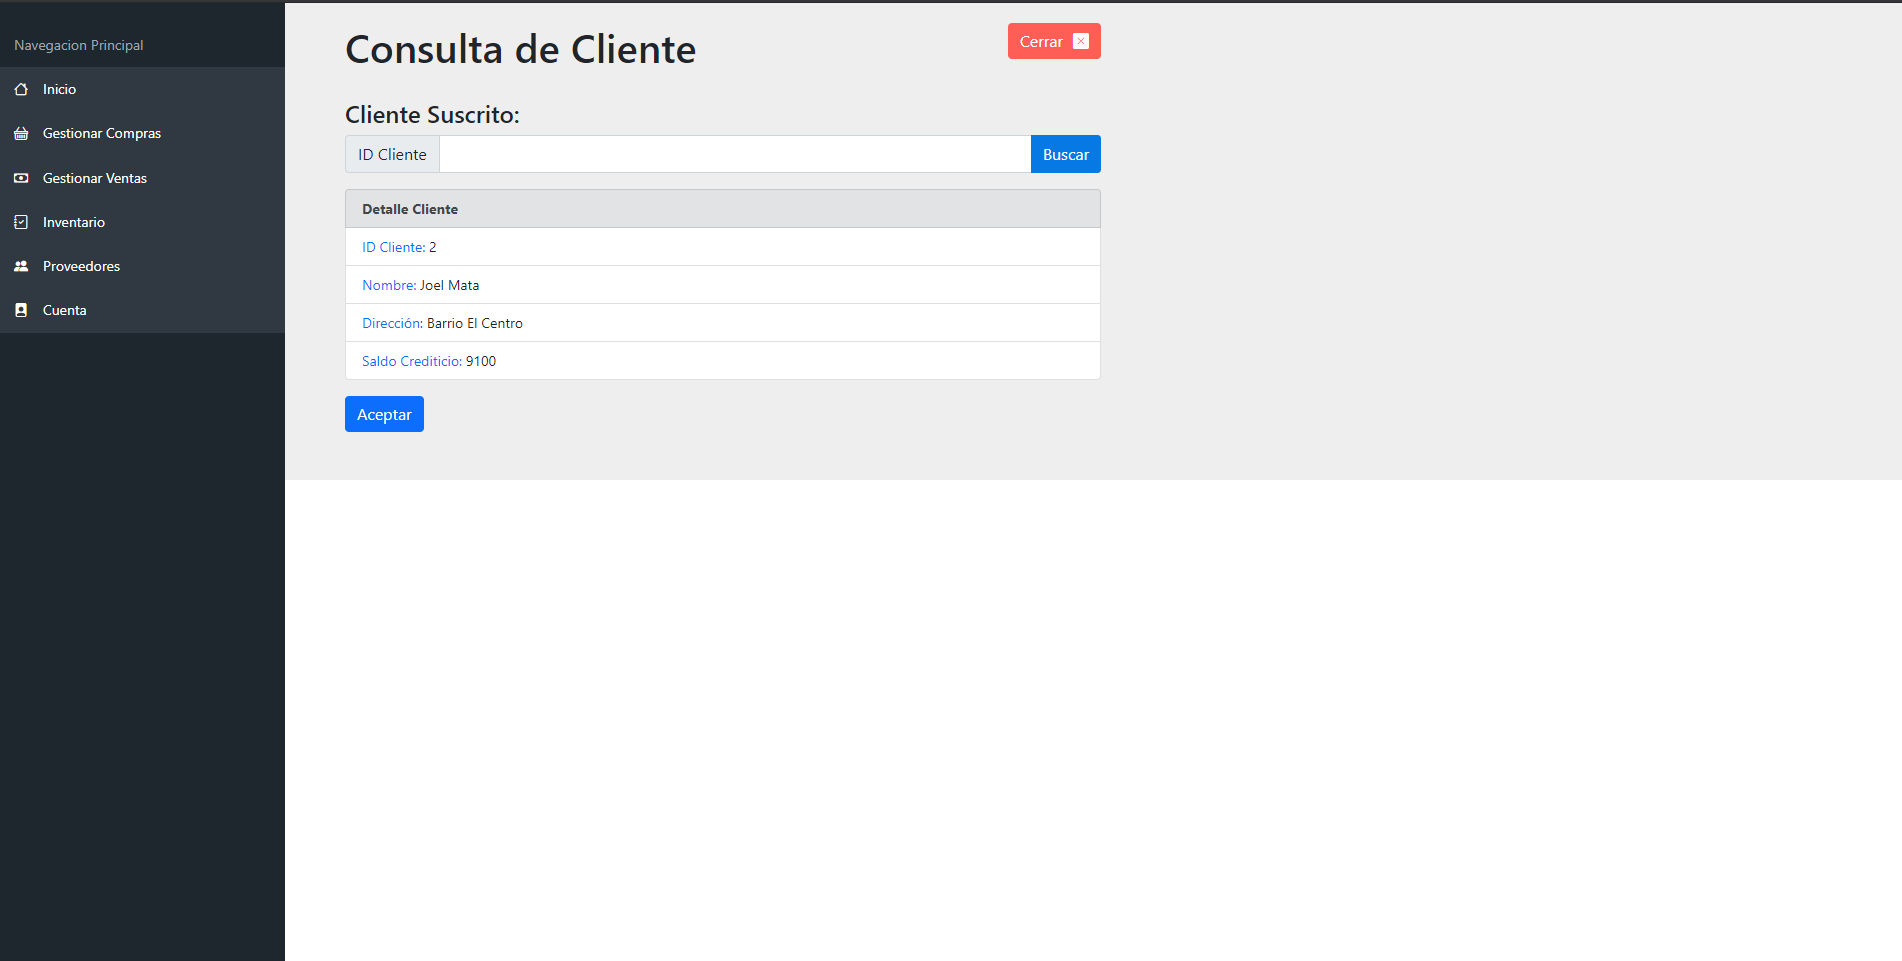 Navegacion Principal
Inicio
Gestionar Compras
Gestionar Ventas
Inventario
Proveedores
Cuenta
Consulta de Cliente
Cerrar
Cliente Suscrito:
ID Cliente
Buscar
Detalle Cliente
ID Cliente: 2
Nombre: Joel Mata
Dirección: Barrio El Centro
Saldo Crediticio: 9100
Aceptar